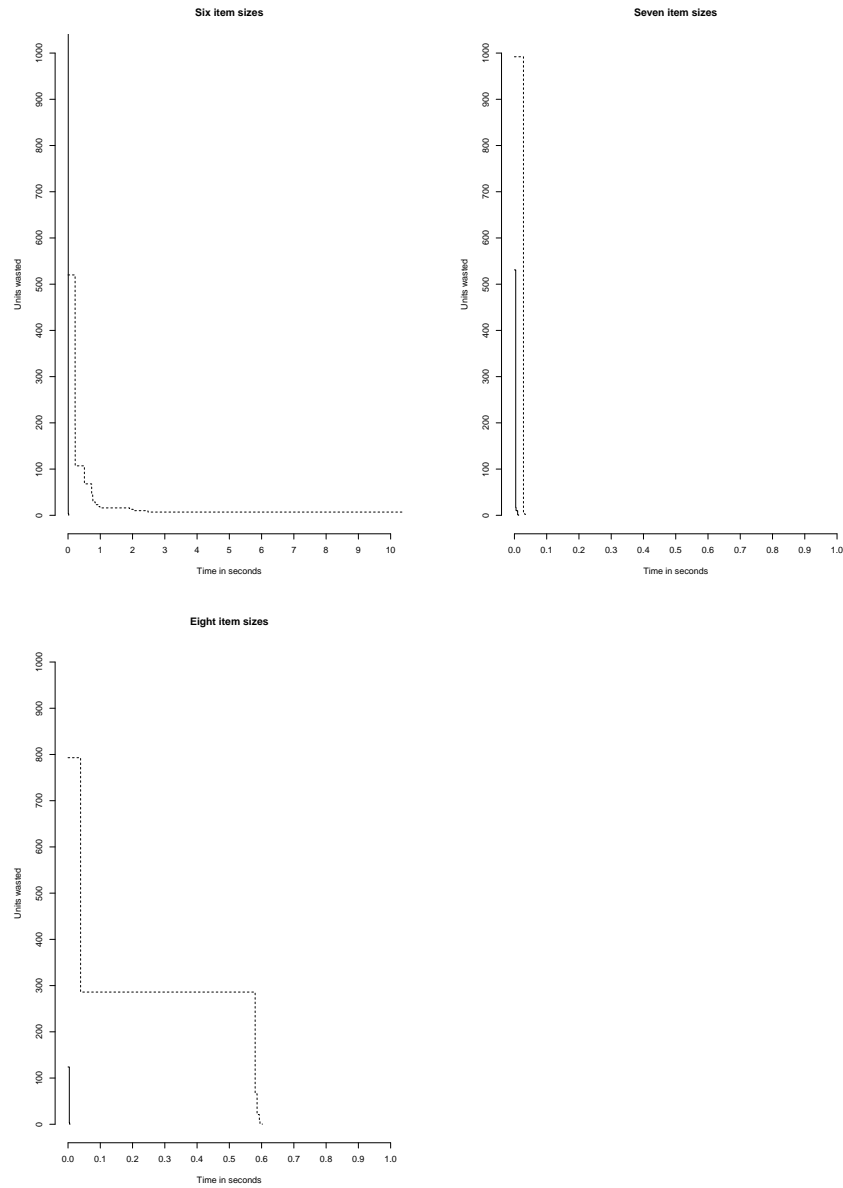 Six item sizes
1000
900
800
700
600
500
400
300
200
100
0
Units wasted
0 1 2 3 4 5 6 7 8 9 10
Time in seconds
Seven item sizes
1000
900
800
700
600
500
400
300
200
100
0
Units wasted
0.0 0.1 0.2 0.3 0.4 0.5 0.6 0.7 0.8 0.9 1.0
Time in seconds
Eight item sizes
1000
900
800
700
600
500
400
300
200
100
0
Units wasted
0.0 0.1 0.2 0.3 0.4 0.5 0.6 0.7 0.8 0.9 1.0
Time in seconds